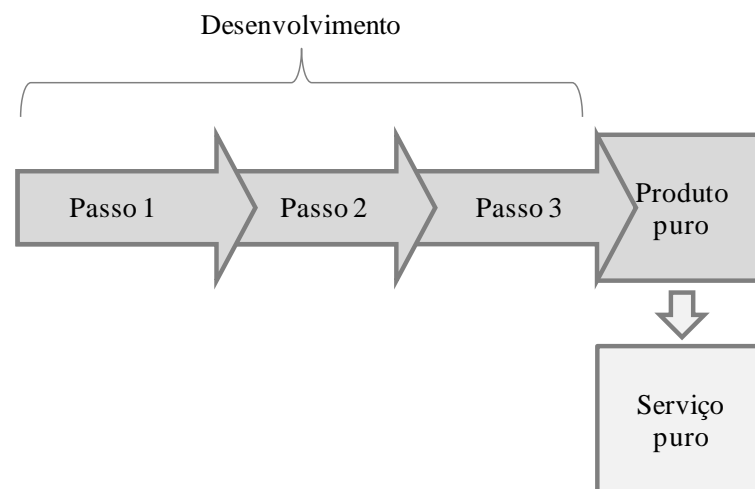 Desenvolvimento
Passo 1
Passo 2
Passo 3
Produto
puro
Serviço
puro